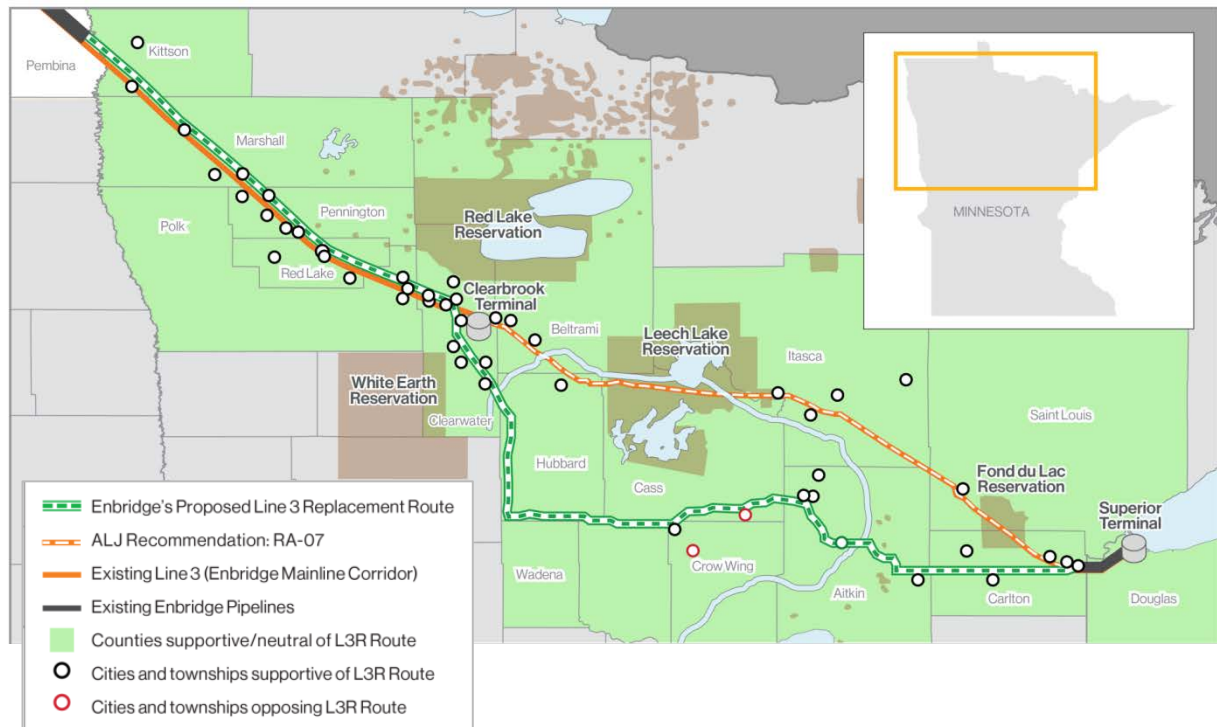 Kittson
Pembina
Marshall
MINNESOTA
Polk
Pennington
Red Lake
Reservation
Red Lake
Clearbrook
Terminal
Beltrami
Leech Lake
Reservation
Itasca
White Earth
Reservation
Clearwater
Saint Louis
Hubbard
Cass
Fond du Lac
Reservation
Superior
Terminal
Wadena
Crow Wing
Aitkin
Carlton
Douglas
Enbridge's Proposed Line 3 Replacement Route
ALJ Recommendation: RA-07
Existing Line 3 (Enbridge Mainline Corridor)
Existing Enbridge Pipelines
Counties supportive/neutral of L3R Route
Cities and townships supportive of L3R Route
Cities and townships opposing L3R Route